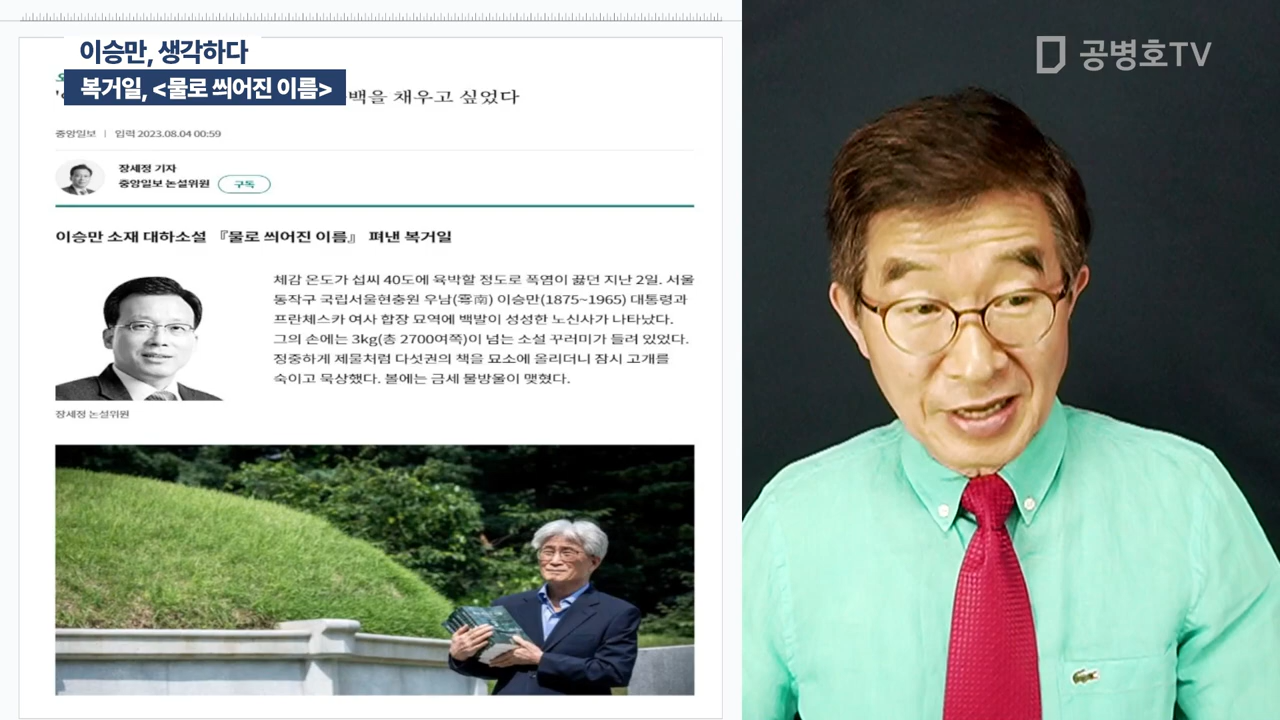 이승만, 생각하다
복거일, <물로 씌어진 이름>
백을 채우고 싶었다
공병호TV
중앙일보 | 입력 2023.08.04 00:59
장세정 기자
중앙일보 논설위원 구독
이승만 소재 대하소설 『물로 씌어진 이름』 펴낸 복거일
체감 온도가 섭씨 40도에 육박할 정도로 폭염이 끓던 지난 2일. 서울
동작구 국립서울현충원 우남(雩南) 이승만(1875~1965) 대통령과
프란체스카 여사 합장 묘역에 백발이 성성한 노신사가 나타났다.
그의 손에는 3kg(총 2700여쪽)이 넘는 소설 꾸러미가 들려 있었다.
정중하게 제물처럼 다섯권의 책을 묘소에 올리더니 잠시 고개를
숙이고 묵상했다. 볼에는 금세 물방울이 맺혔다.
장세정 논설위원